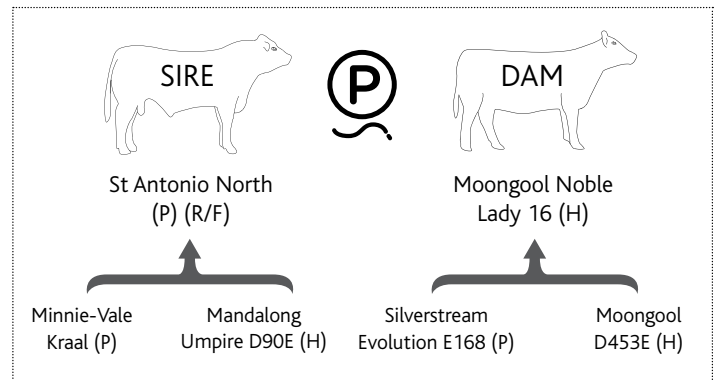 SIRE
P
DAM
St Antonio North
(P) (R/F)
Moongool Noble
Lady 16 (H)
Minnie-Vale
Kraal (P)
Mandalong
Umpire D90E (H)
Silverstream
Evolution E168 (P)
Moongool
D453E (H)